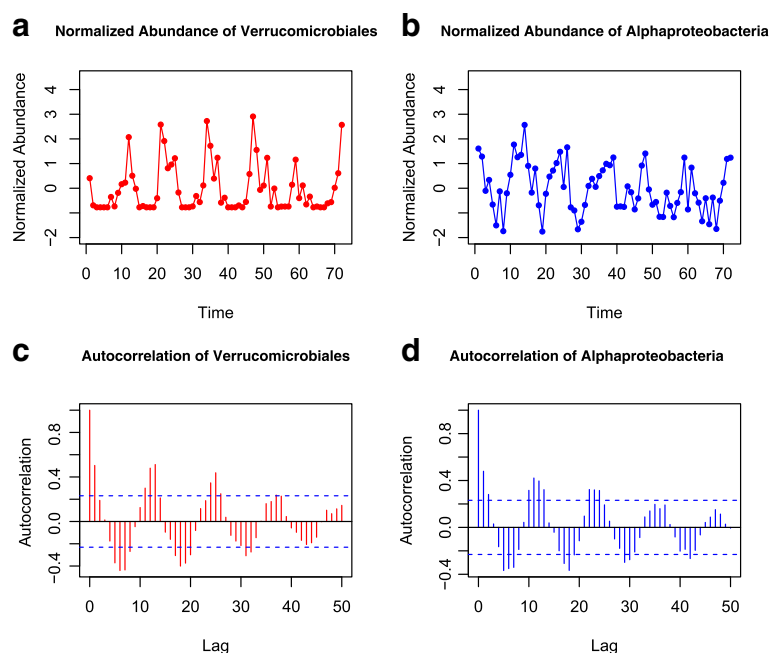 a
Normalized Abundance of Verrucomicrobiales
Normalized Abundance
4
3
2
1
0
−2
0 10 20 30 40 50 60 70
Time
b
Normalized Abundance of Alphaproteobacteria
Normalized Abundance
4
3
2
1
0
−2
0 10 20 30 40 50 60 70
Time
c
Autocorrelation of Verrucomicrobiales
Autocorrelation
0.8
0.4
0.0
−0.4
0 10 20 30 40 50
Lag
d
Autocorrelation of Alphaproteobacteria
Autocorrelation
0.8
0.4
0.0
−0.4
0 10 20 30 40 50
Lag